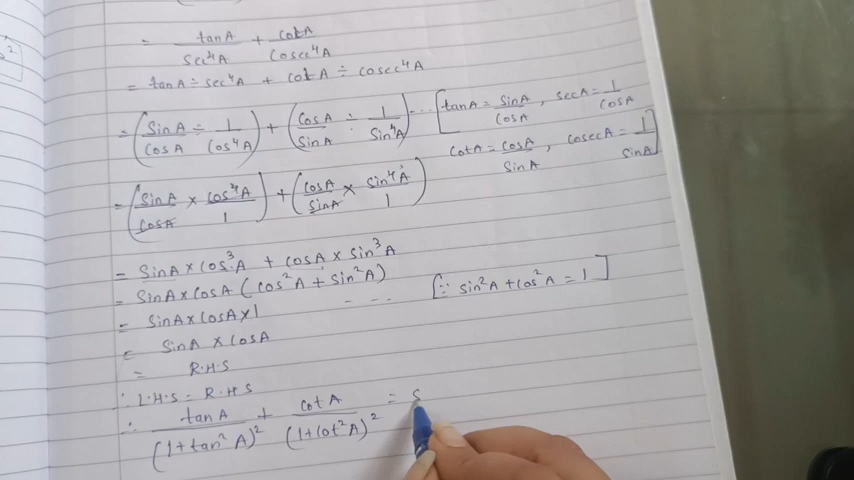 = tanA/sec⁴A + cotA/cosec⁴A
= tanA ÷ sec⁴A + cotA ÷ cosec⁴A
= (sinA/cosA ÷ 1/cos⁴A) + (cosA/sinA ÷ 1/sin⁴A) ... [tanA = sinA/cosA, secA = 1/cosA
cotA = cosA/sinA, cosecA = 1/sinA]
= (sinA/cosA × cos⁴A/1) + (cosA/sinA × sin⁴A/1)
= sinA × cos³A + cosA × sin³A
= sinA × cosA (cos²A + sin²A)
= sinA × cosA × 1 --- [∵ sin²A + cos²A = 1]
= sinA × cosA
= R.H.S
∴ L.H.S = R.H.S
∴ tanA/(1+tan²A)² + cotA/(1+cot²A)² = s